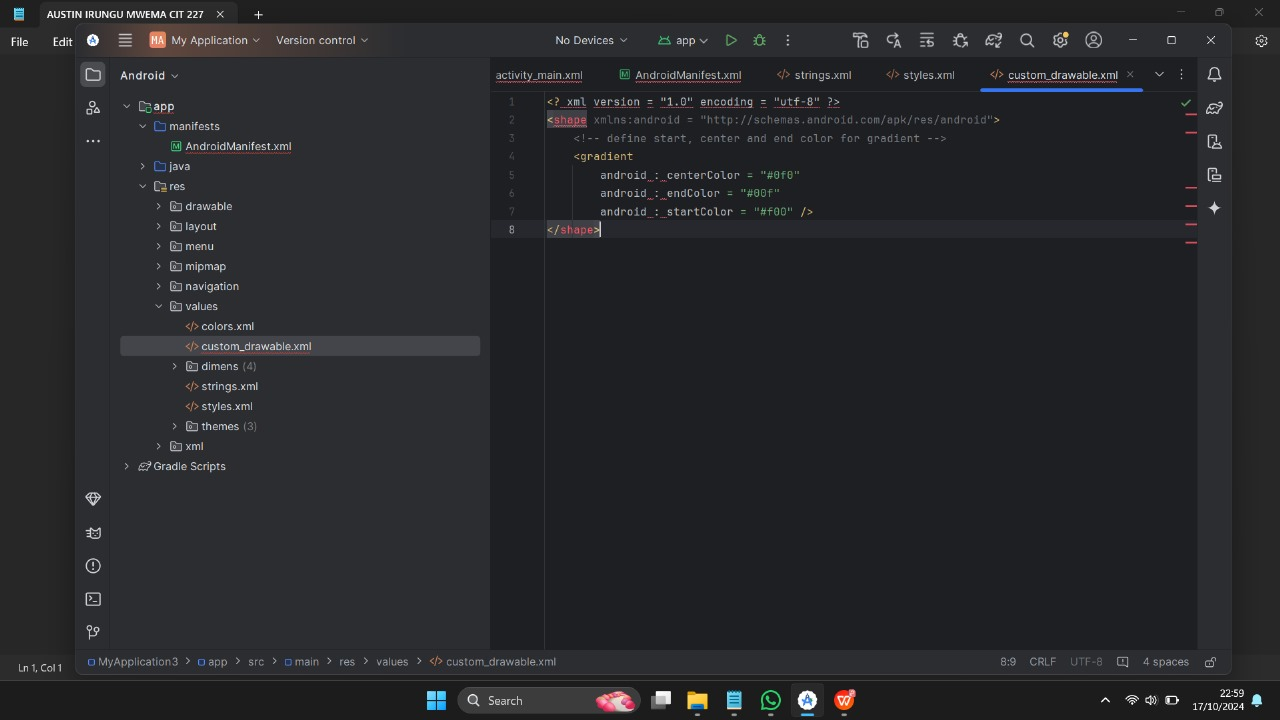 AUSTIN IRUNGU MWEMA CIT 227
File Edit
MA My Application Version control No Devices app
Android
activity_main.xml AndroidManifest.xml strings.xml styles.xml custom_drawable.xml
app
manifests
AndroidManifest.xml
java
res
drawable
layout
menu
mipmap
navigation
values
colors.xml
custom_drawable.xml
dimens (4)
strings.xml
styles.xml
themes (3)
xml
Gradle Scripts
1 <? xml version = "1.0" encoding = "utf-8" ?>
2 <shape xmlns:android = "http://schemas.android.com/apk/res/android">
3 <!-- define start, center and end color for gradient -->
4 <gradient
5 android : centerColor = "#0f0"
6 android : endColor = "#00f"
7 android : startColor = "#f00" />
8 </shape>
MyApplication3 > app > src > main > res > values > custom_drawable.xml 8:9 CRLF UTF-8 4 spaces
Ln 1, Col 1
Search
22:59
17/10/2024